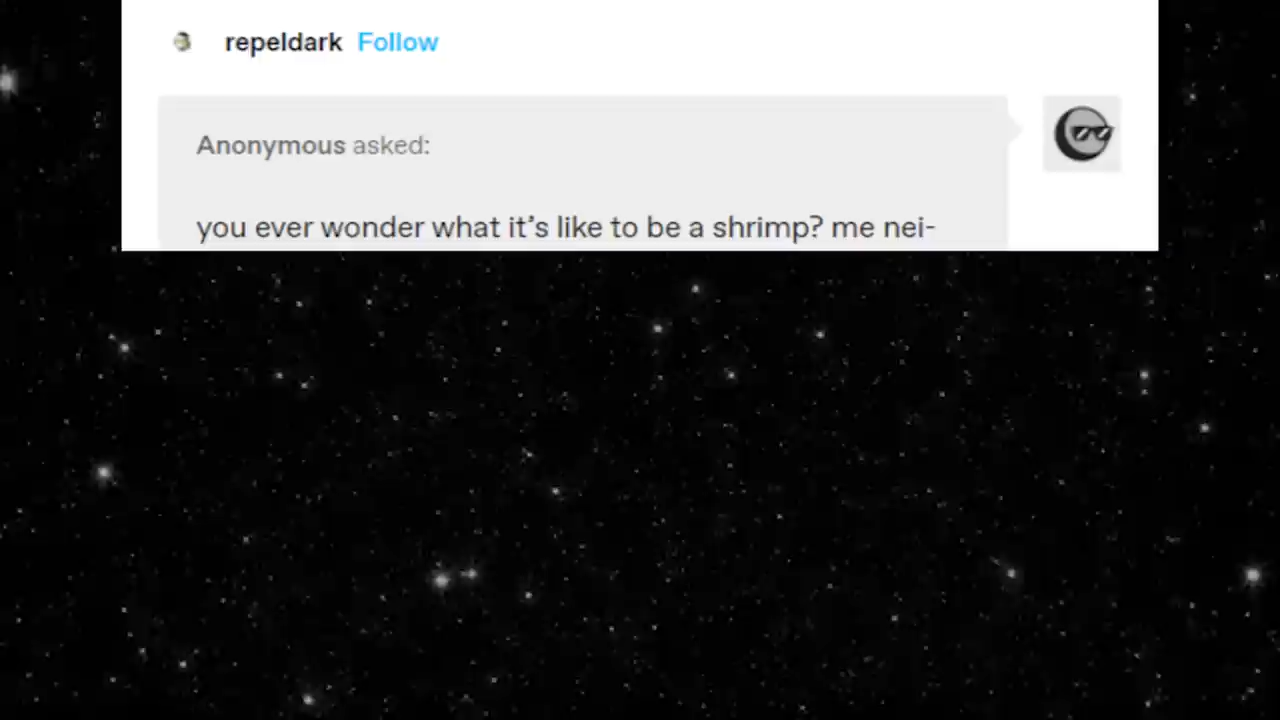 repeldark Follow
Anonymous asked:
you ever wonder what it's like to be a shrimp? me nei-